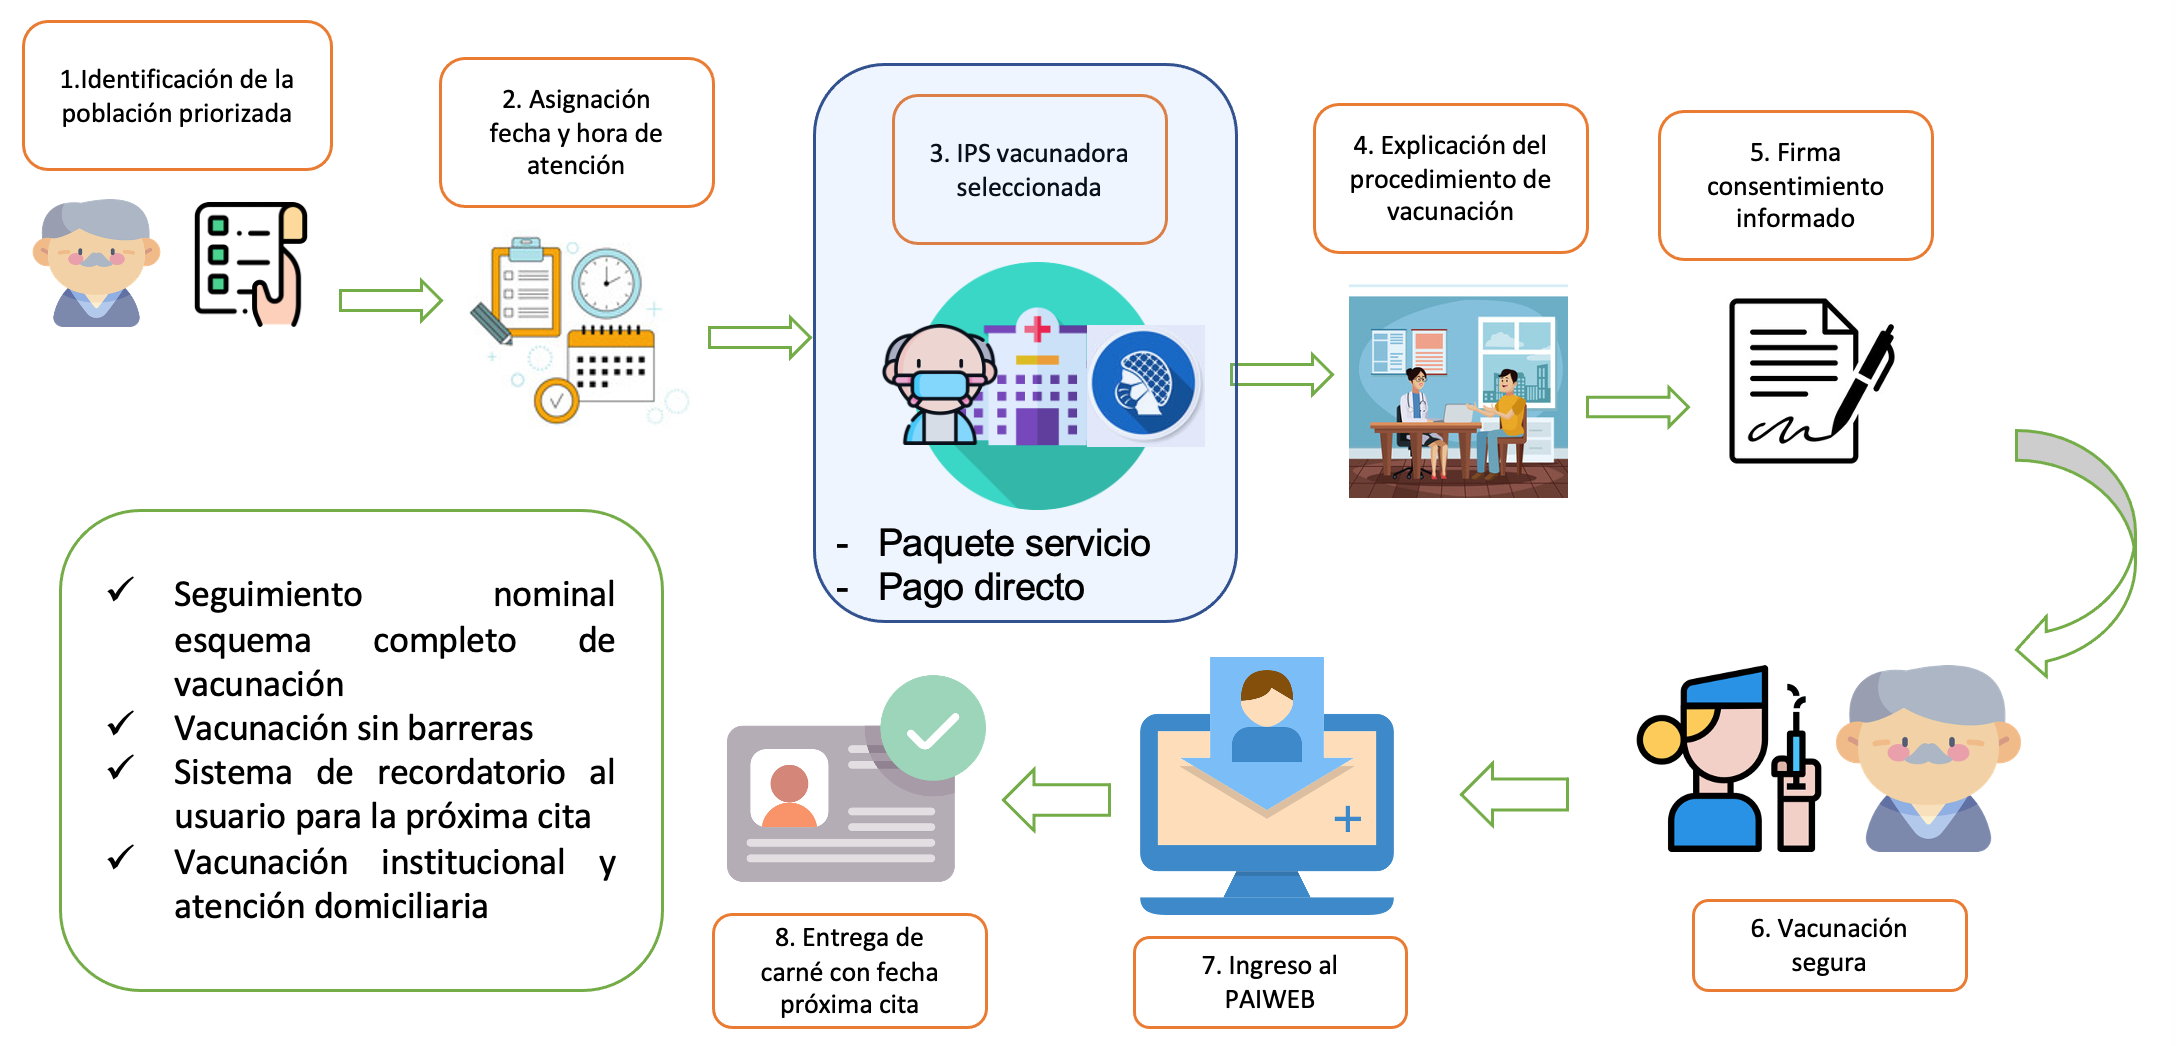 1.Identificación de la
población priorizada
2. Asignación
fecha y hora de
atención
3. IPS vacunadora
seleccionada
- Paquete servicio
- Pago directo
4. Explicación del
procedimiento de
vacunación
5. Firma
consentimiento
informado
6. Vacunación
segura
7. Ingreso al
PAIWEB
8. Entrega de
carné con fecha
próxima cita
✓ Seguimiento nominal
esquema completo de
vacunación
✓ Vacunación sin barreras
✓ Sistema de recordatorio al
usuario para la próxima cita
✓ Vacunación institucional y
atención domiciliaria